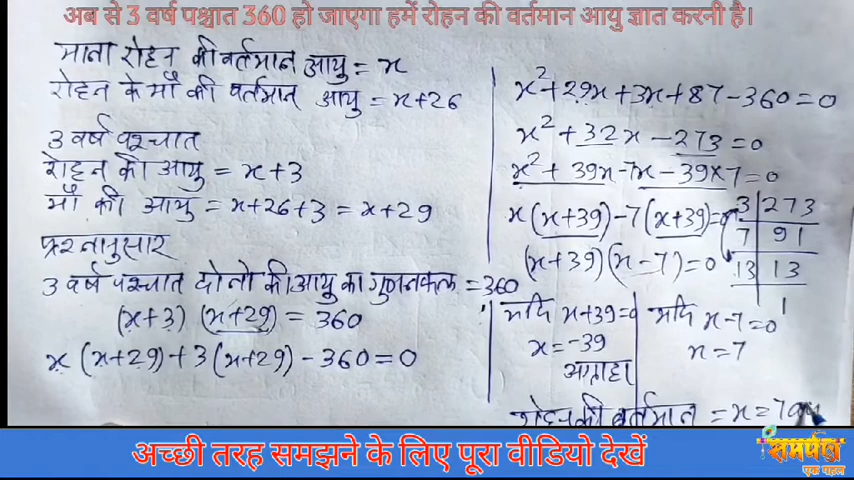 अब से 3 वर्ष पश्चात 360 हो जाएगा हमें रोहन की वर्तमान आयु ज्ञात करनी है।
माना रोहन की वर्तमान आयु = x
रोहन के माँ की वर्तमान आयु = x+26
3 वर्ष पश्चात
रोहन की आयु = x+3
माँ की आयु = x+26+3 = x+29
प्रश्नानुसार
3 वर्ष पश्चात दोनो की आयु का गुणनफल = 360
(x+3) (x+29) = 360
x (x+29) + 3 (x+29) - 360 = 0
x²+29x+3x+87-360=0
x²+32x-273=0
x²+39x-7x-39×7=0
x(x+39)-7(x+39)=0
(x+39)(x-7)=0
3 273
7 91
13 13
1
यदि x+39=0
x=-39
अग्राह्य
यदि x-7=0
x=7
रोहन की वर्तमान = x = 7
अच्छी तरह समझने के लिए पूरा वीडियो देखें
समर्पण
एक पहल